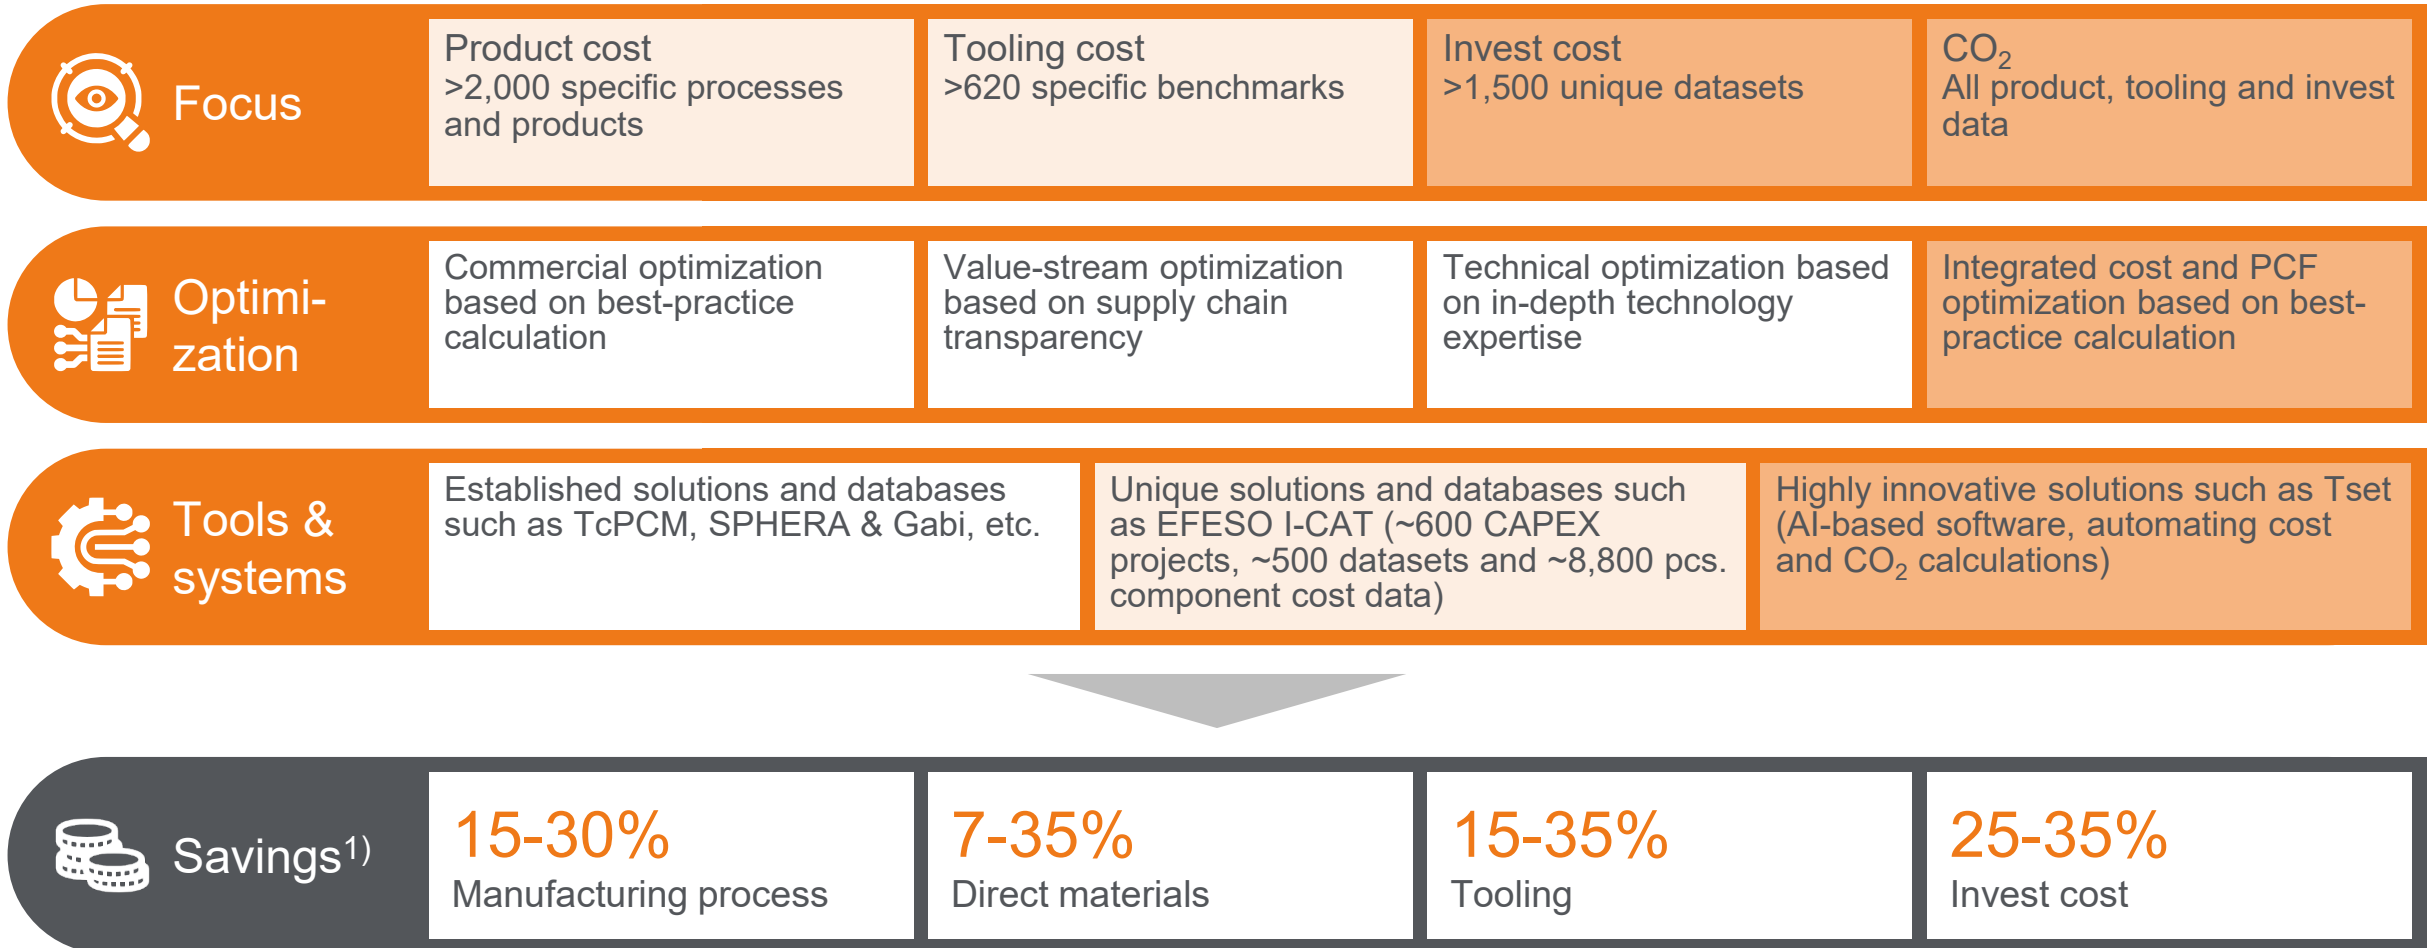 Focus
Product cost
>2,000 specific processes
and products
Tooling cost
>620 specific benchmarks
Invest cost
>1,500 unique datasets
CO₂
All product, tooling and invest
data
Optimi-
zation
Commercial optimization
based on best-practice
calculation
Value-stream optimization
based on supply chain
transparency
Technical optimization based
on in-depth technology
expertise
Integrated cost and PCF
optimization based on best-
practice calculation
Tools &
systems
Established solutions and databases
such as TcPCM, SPHERA & Gabi, etc.
Unique solutions and databases such
as EFESO I-CAT (~600 CAPEX
projects, ~500 datasets and ~8,800 pcs.
component cost data)
Highly innovative solutions such as Tset
(AI-based software, automating cost
and CO₂ calculations)
Savings¹⁾
15-30%
Manufacturing process
7-35%
Direct materials
15-35%
Tooling
25-35%
Invest cost